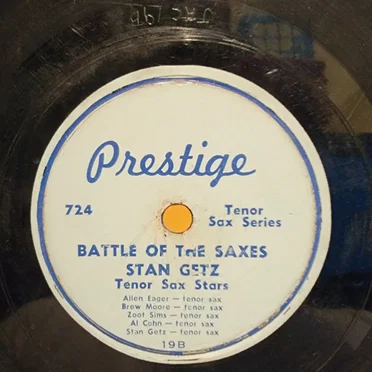 Prestige
724
Tenor
Sax Series
BATTLE OF THE SAXES
STAN GETZ
Tenor Sax Stars
Allen Eager — tenor sax
Brew Moore — tenor sax
Zoot Sims — tenor sax
Al Cohn — tenor sax
Stan Getz — tenor sax
19B